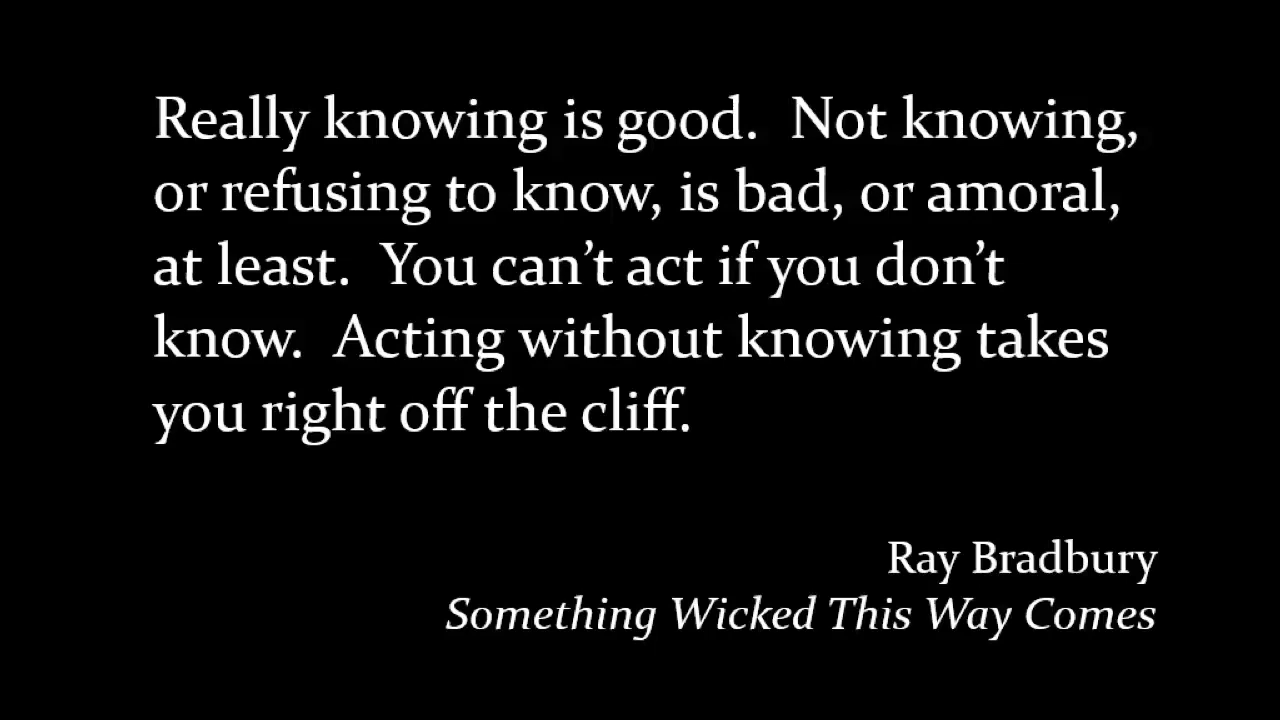 Really knowing is good.  Not knowing,
or refusing to know, is bad, or amoral,
at least.  You can’t act if you don’t
know.  Acting without knowing takes
you right off the cliff.
Ray Bradbury
Something Wicked This Way Comes